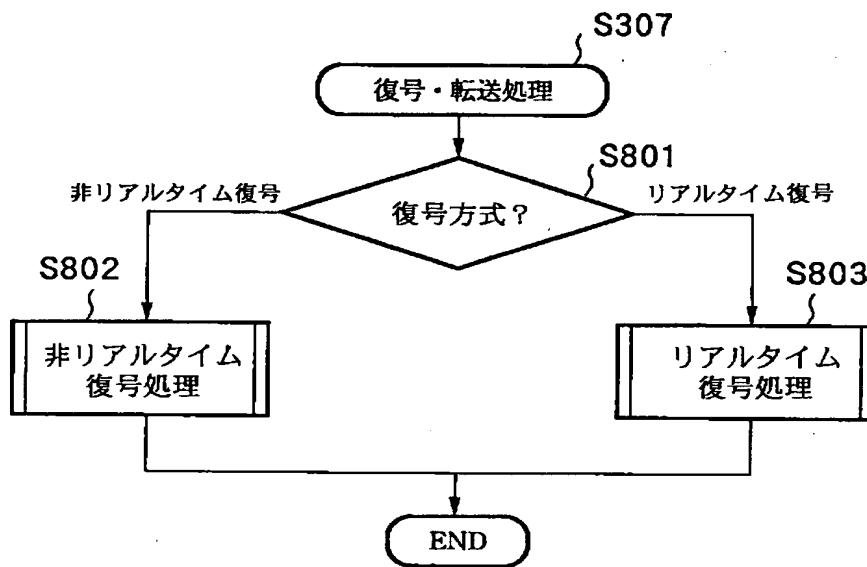 S307
復号・転送処理
S801
非リアルタイム復号
復号方式?
リアルタイム復号
S802
S803
非リアルタイム
復号処理
リアルタイム
復号処理
END